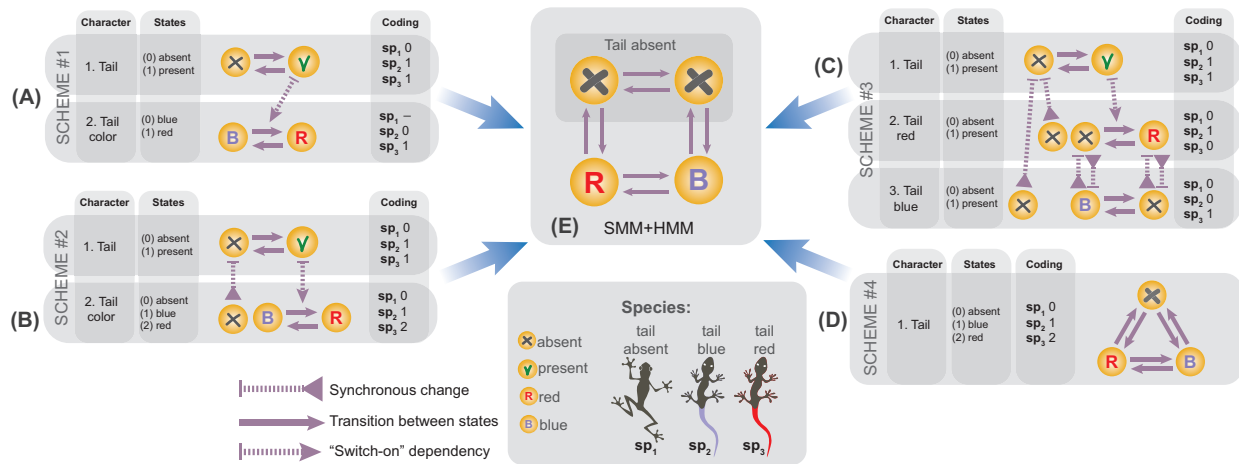 Character States Coding
(A)
SCHEME #1
1. Tail
(0) absent
(1) present
sp1 0
sp2 1
sp3 1
2. Tail
color
(0) blue
(1) red
B R
sp1 –
sp2 0
sp3 1
Character States Coding
(B)
SCHEME #2
1. Tail
(0) absent
(1) present
sp1 0
sp2 1
sp3 1
2. Tail
color
(0) absent
(1) blue
(2) red
B R
sp1 0
sp2 1
sp3 2
Synchronous change
Transition between states
"Switch-on" dependency
Tail absent
R B
(E)
SMM+HMM
Species:
absent
present
R red
B blue
tail
absent
tail
blue
tail
red
sp1 sp2 sp3
Character States Coding
(C)
SCHEME #3
1. Tail
(0) absent
(1) present
sp1 0
sp2 1
sp3 1
2. Tail
red
(0) absent
(1) present
R
sp1 0
sp2 1
sp3 0
3. Tail
blue
(0) absent
(1) present
B
sp1 0
sp2 0
sp3 1
Character States Coding
(D)
SCHEME #4
1. Tail
(0) absent
(1) blue
(2) red
sp1 0
sp2 1
sp3 2
R B